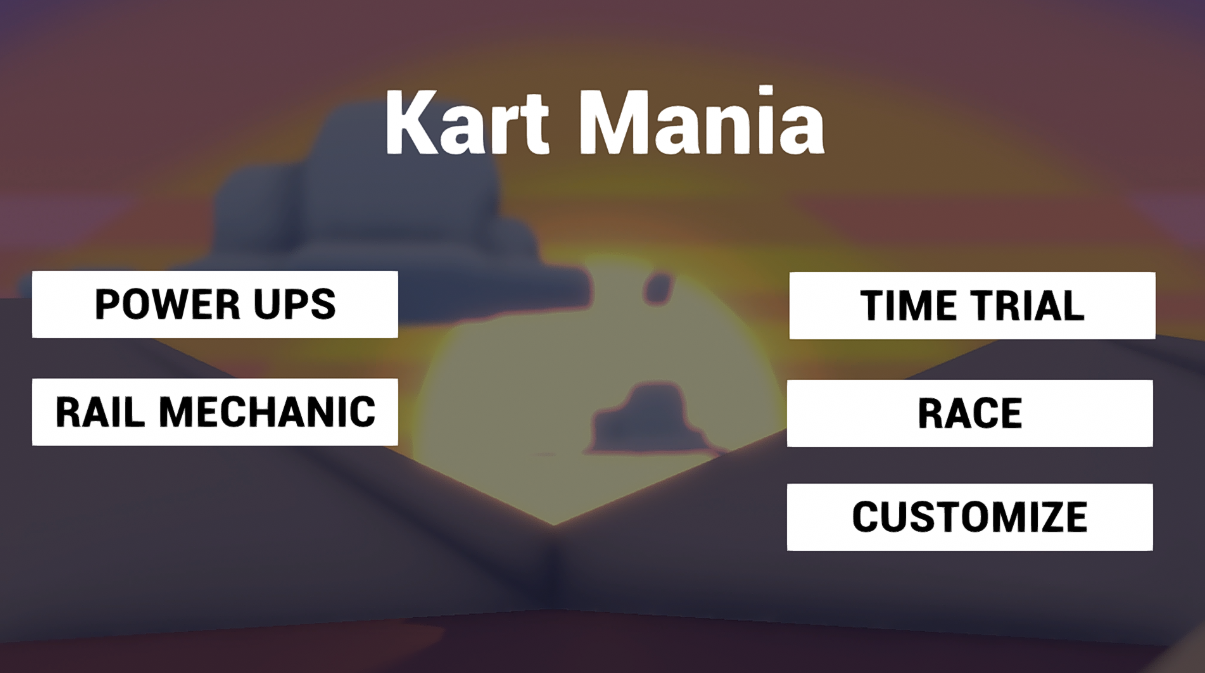 Kart Mania
POWER UPS
RAIL MECHANIC
TIME TRIAL
RACE
CUSTOMIZE